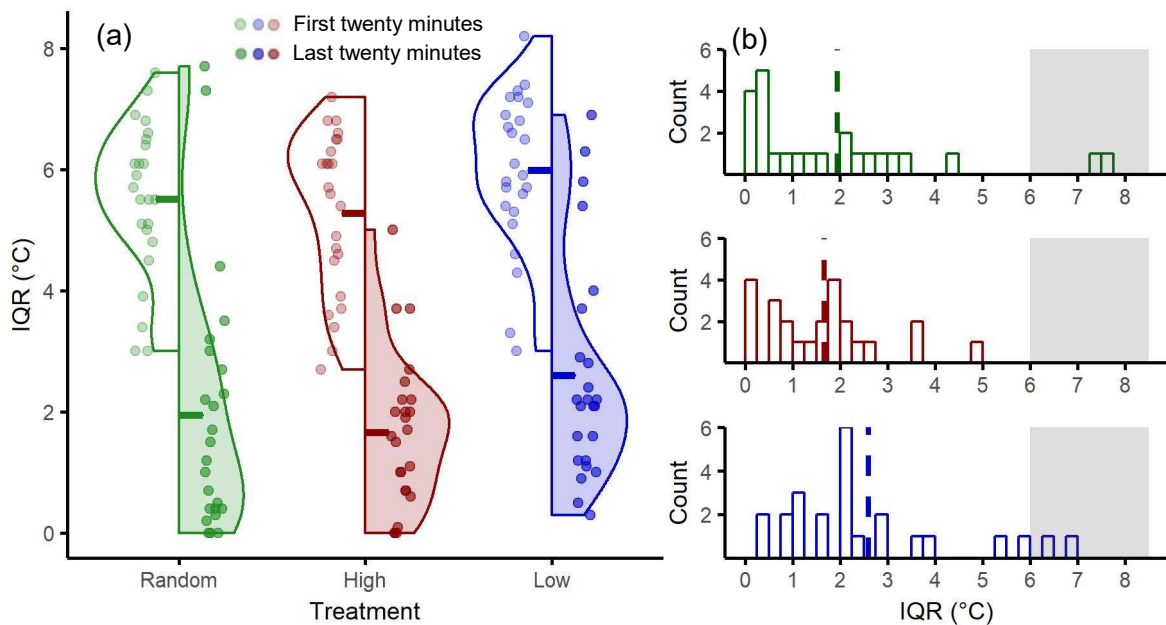 (a)
First twenty minutes
Last twenty minutes
IQR (°C)
8
6
4
2
0
Random High Low
Treatment
(b)
Count
6
4
2
0 1 2 3 4 5 6 7 8
Count
6
4
2
0 1 2 3 4 5 6 7 8
Count
6
4
2
0 1 2 3 4 5 6 7 8
IQR (°C)